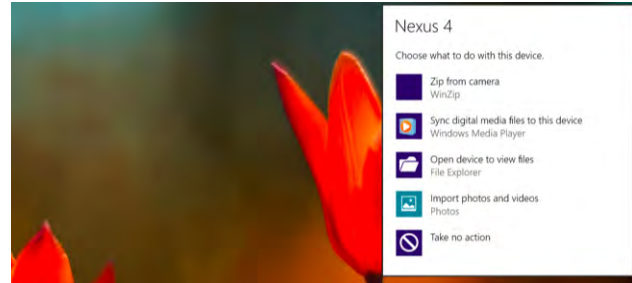 Nexus 4
Choose what to do with this device.
Zip from camera
WinZip
Sync digital media files to this device
Windows Media Player
Open device to view files
File Explorer
Import photos and videos
Photos
Take no action